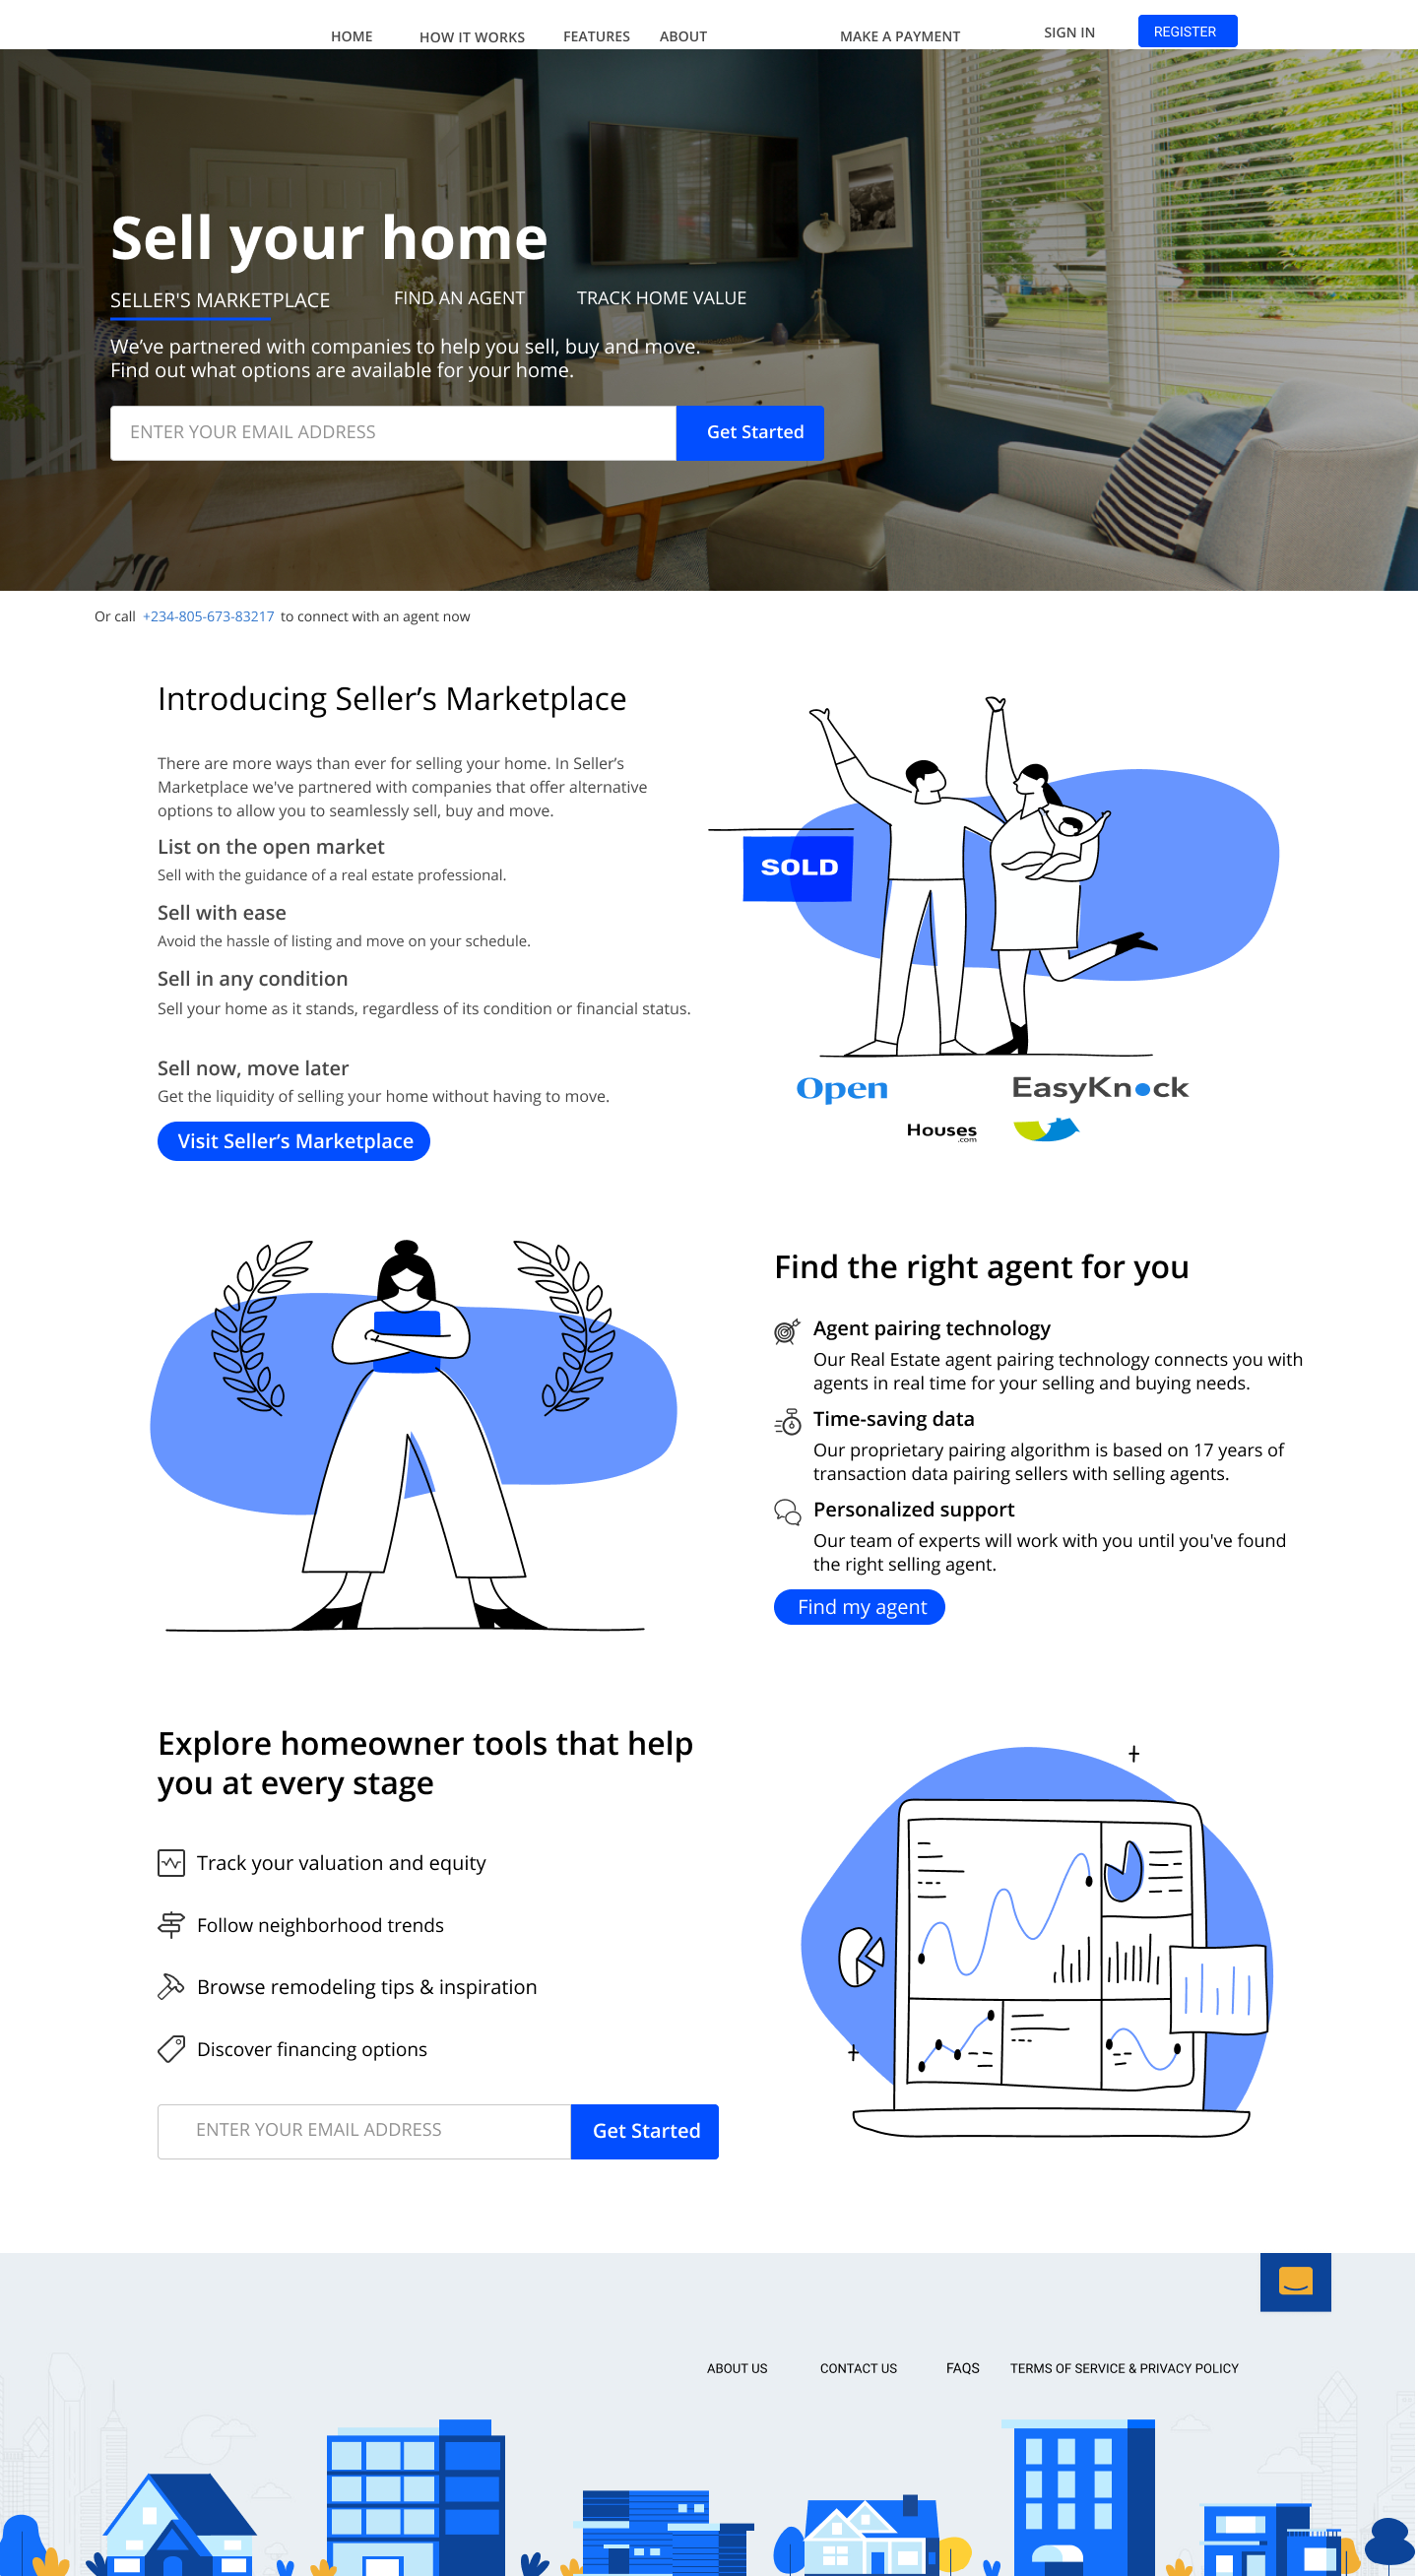 HOME
HOW IT WORKS
FEATURES
ABOUT
MAKE A PAYMENT
SIGN IN
REGISTER
Sell your home
SELLER'S MARKETPLACE
FIND AN AGENT
TRACK HOME VALUE
We’ve partnered with companies to help you sell, buy and move.
Find out what options are available for your home.
ENTER YOUR EMAIL ADDRESS
Get Started
Or call +234-805-673-83217 to connect with an agent now
Introducing Seller’s Marketplace
There are more ways than ever for selling your home. In Seller’s
Marketplace we've partnered with companies that offer alternative
options to allow you to seamlessly sell, buy and move.
List on the open market
Sell with the guidance of a real estate professional.
Sell with ease
Avoid the hassle of listing and move on your schedule.
Sell in any condition
Sell your home as it stands, regardless of its condition or financial status.
Sell now, move later
Get the liquidity of selling your home without having to move.
Visit Seller’s Marketplace
SOLD
Open
EasyKnock
Houses
.com
Find the right agent for you
Agent pairing technology
Our Real Estate agent pairing technology connects you with
agents in real time for your selling and buying needs.
Time-saving data
Our proprietary pairing algorithm is based on 17 years of
transaction data pairing sellers with selling agents.
Personalized support
Our team of experts will work with you until you've found
the right selling agent.
Find my agent
Explore homeowner tools that help
you at every stage
Track your valuation and equity
Follow neighborhood trends
Browse remodeling tips & inspiration
Discover financing options
ENTER YOUR EMAIL ADDRESS
Get Started
ABOUT US
CONTACT US
FAQS
TERMS OF SERVICE & PRIVACY POLICY